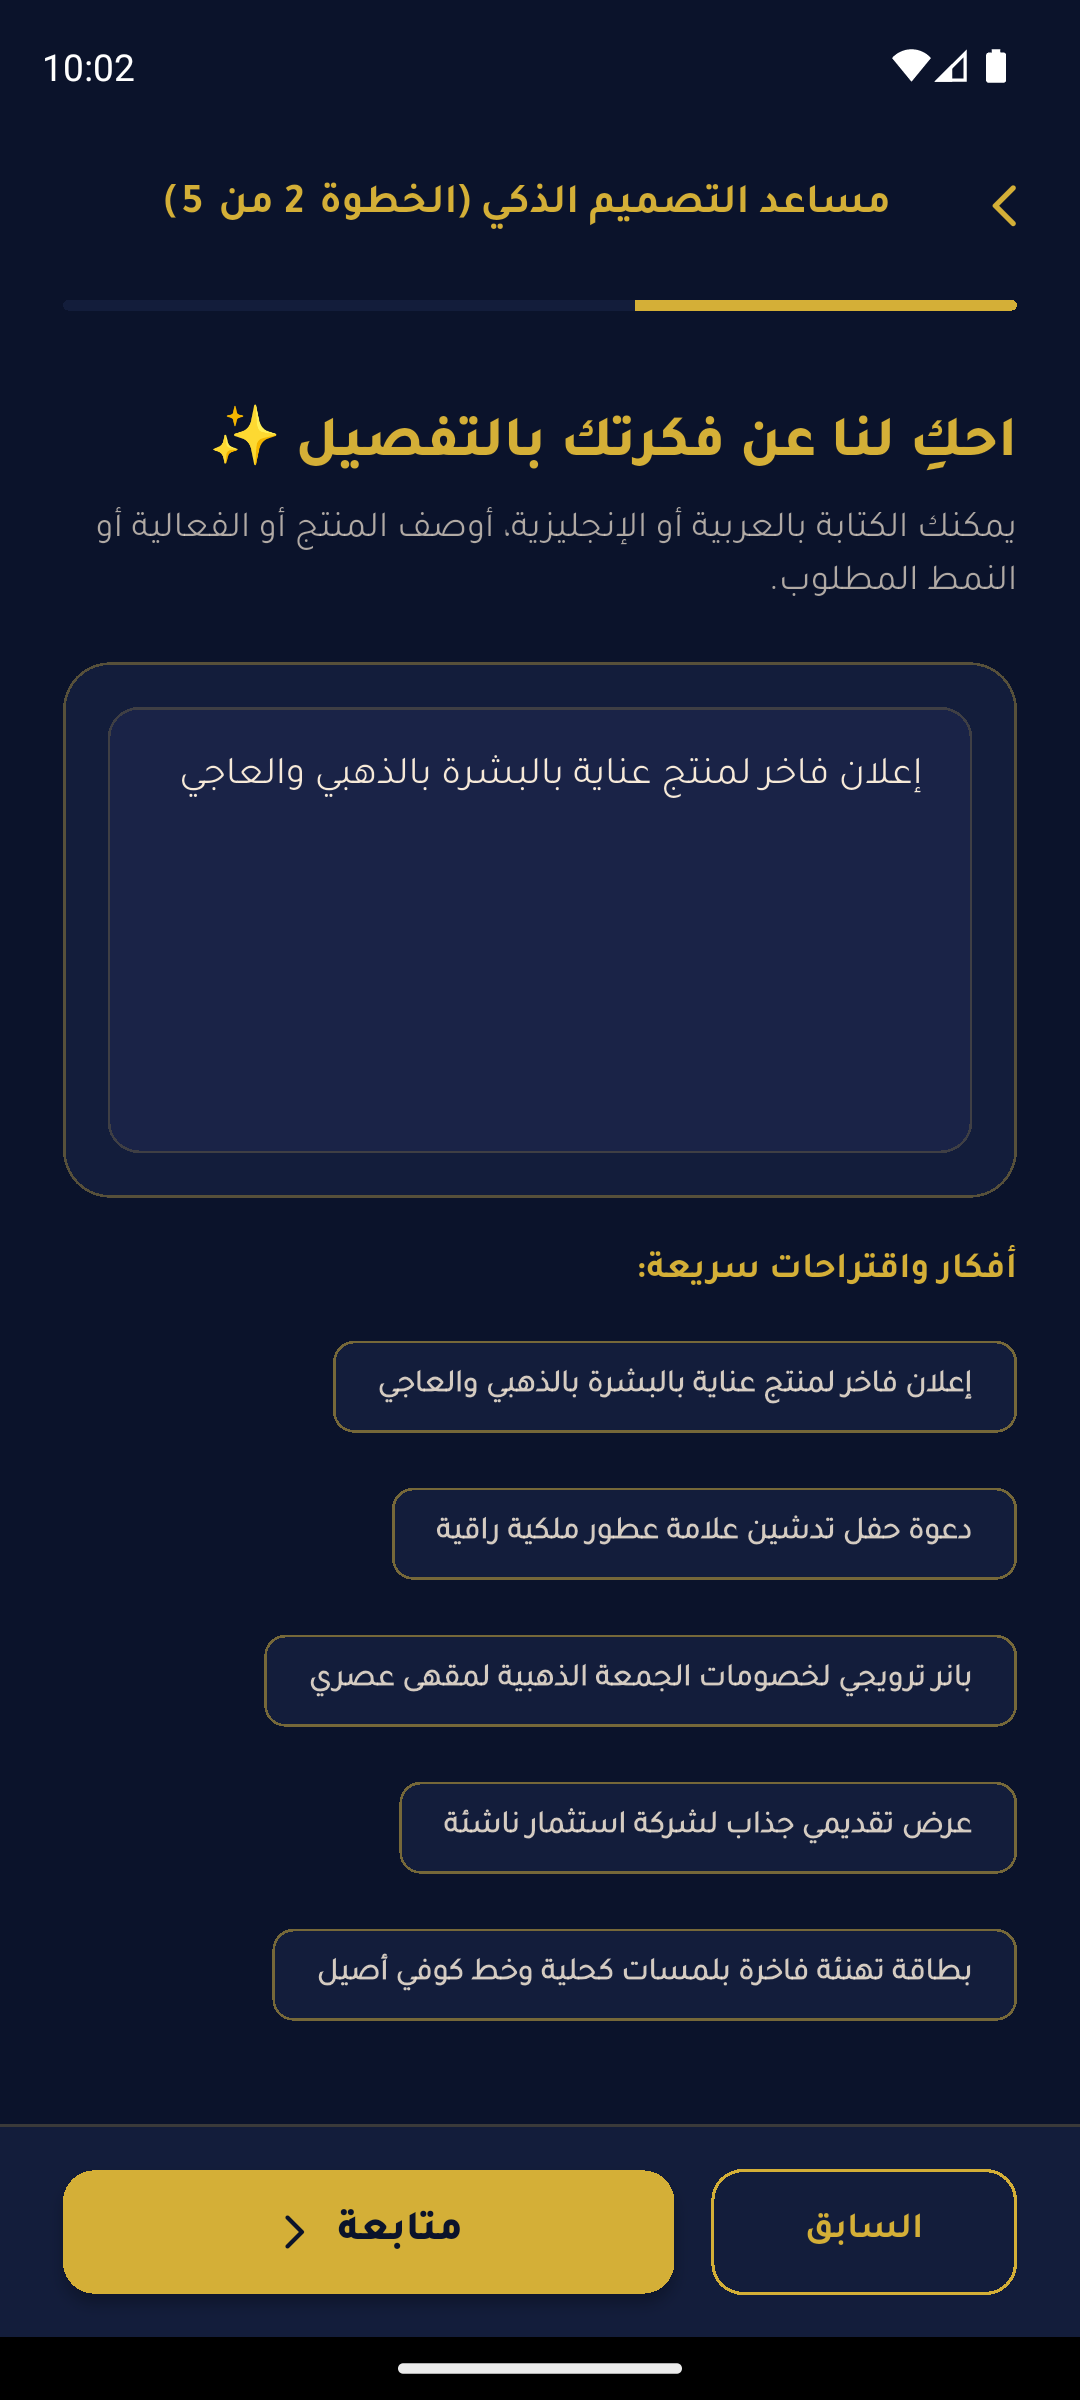 10:02
مساعد التصميم الذكي (الخطوة 2 من 5)
احكِ لنا عن فكرتك بالتفصيل ✨
يمكنك الكتابة بالعربية أو الإنجليزية، أوصف المنتج أو الفعالية أو
النمط المطلوب.
إعلان فاخر لمنتج عناية بالبشرة بالذهبي والعاجي
أفكار واقتراحات سريعة:
إعلان فاخر لمنتج عناية بالبشرة بالذهبي والعاجي
دعوة حفل تدشين علامة عطور ملكية راقية
بانر ترويجي لخصومات الجمعة الذهبية لمقهى عصري
عرض تقديمي جذاب لشركة استثمار ناشئة
بطاقة تهنئة فاخرة بلمسات كحلية وخط كوفي أصيل
السابق
متابعة